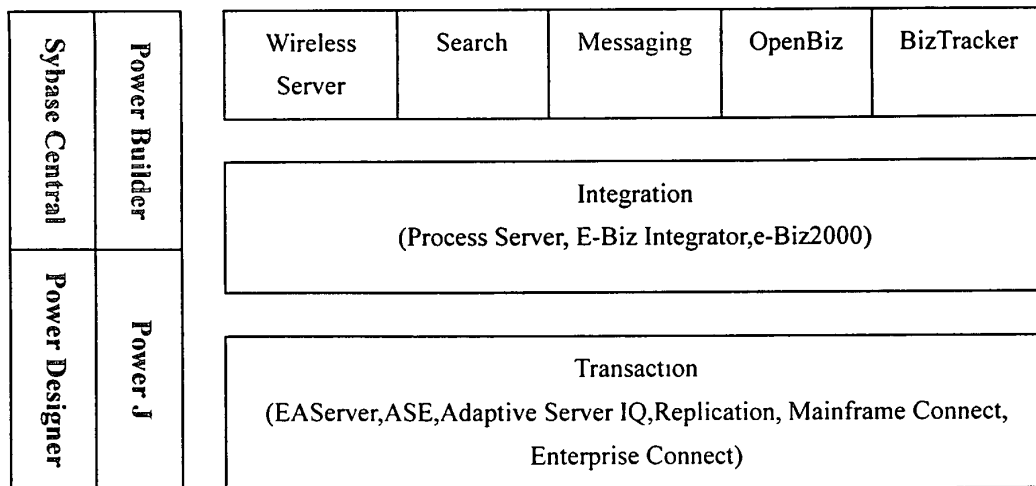 Sybase Central
Power Builder
Power Designer
Power J
Wireless
Server
Search
Messaging
OpenBiz
BizTracker
Integration
(Process Server, E-Biz Integrator,e-Biz2000)
Transaction
(EAServer,ASE,Adaptive Server IQ,Replication, Mainframe Connect,
Enterprise Connect)